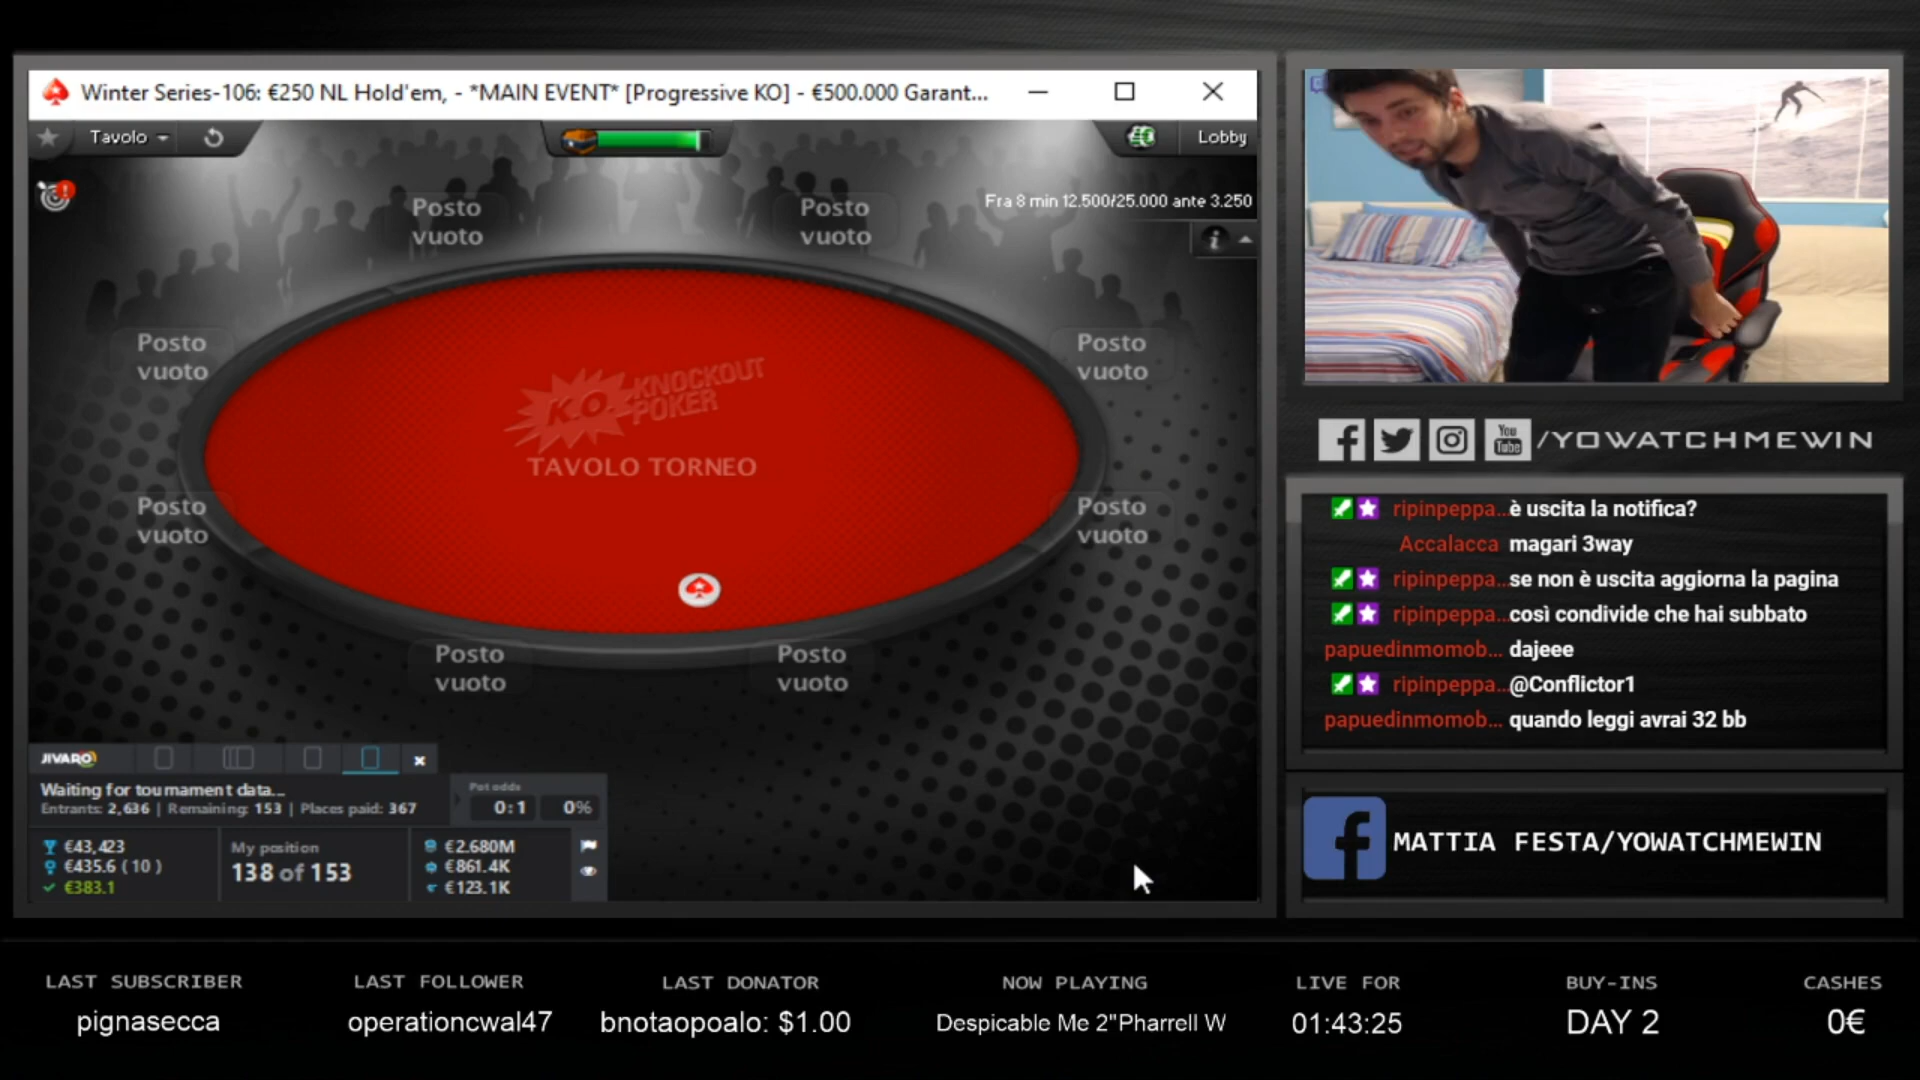 Winter Series-106: €250 NL Hold'em, - *MAIN EVENT* [Progressive KO] - €500.000 Garant...
Tavolo
Lobby
Fra 8 min 12.500/25.000 ante 3.250
Posto vuoto
Posto vuoto
Posto vuoto
Posto vuoto
K.O. KNOCKOUT POKER
TAVOLO TORNEO
Posto vuoto
Posto vuoto
Posto vuoto
Posto vuoto
JIVARO
Waiting for tournament data...
Entrants: 2,636 | Remaining: 153 | Places paid: 367
Pot odds
0:1 0%
€43,423
€435.6 (10)
€383.1
My position
138 of 153
€2.680M
€861.4K
€123.1K
You Tube /YOWATCHMEWIN
ripinpeppa... è uscita la notifica?
Accalacca magari 3way
ripinpeppa... se non è uscita aggiorna la pagina
ripinpeppa... così condivide che hai subbato
papuedinmomob... dajeee
ripinpeppa... @Conflictor1
papuedinmomob... quando leggi avrai 32 bb
MATTIA FESTA/YOWATCHMEWIN
LAST SUBSCRIBER
pignasecca
LAST FOLLOWER
operationcwal47
LAST DONATOR
bnotaopoalo: $1.00
NOW PLAYING
Despicable Me 2"Pharrell W
LIVE FOR
01:43:25
BUY-INS
DAY 2
CASHES
0€